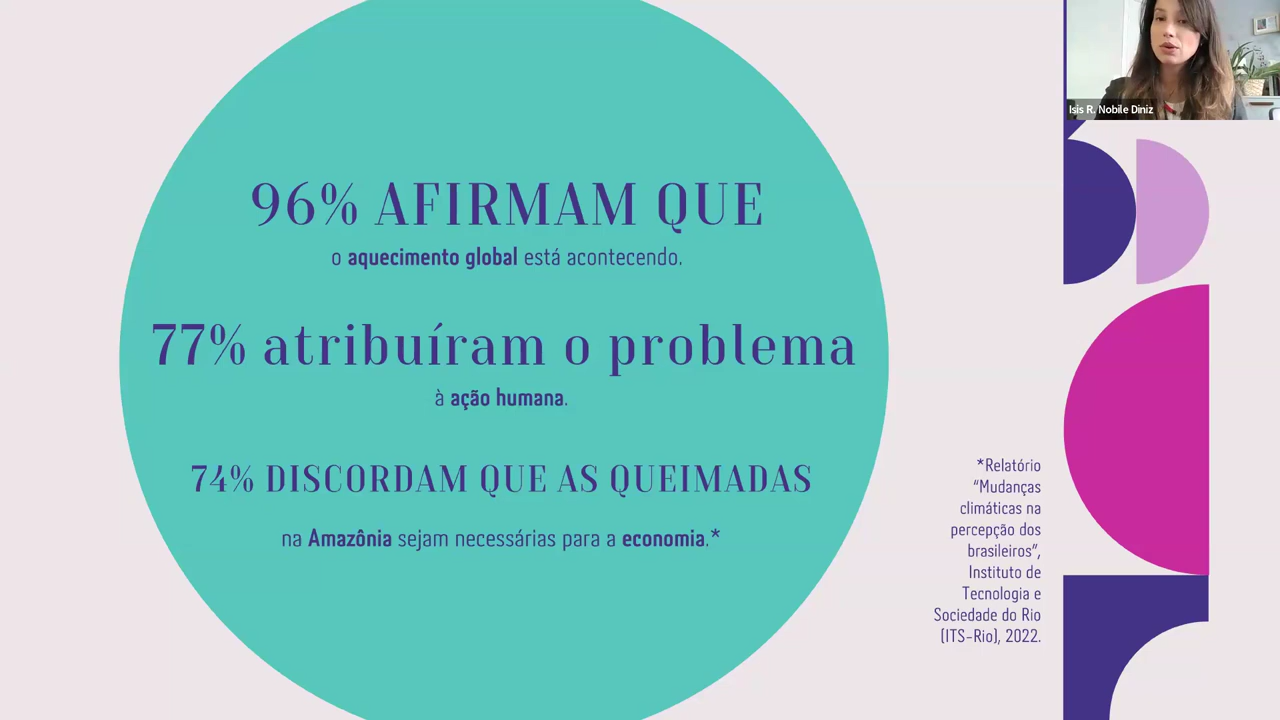 Isis R. Nobile Diniz
96% AFIRMAM QUE
o aquecimento global está acontecendo.
77% atribuíram o problema
à ação humana.
74% DISCORDAM QUE AS QUEIMADAS
na Amazônia sejam necessárias para a economia.*
*Relatório
“Mudanças
climáticas na
percepção dos
brasileiros”,
Instituto de
Tecnologia e
Sociedade do Rio
(ITS-Rio), 2022.